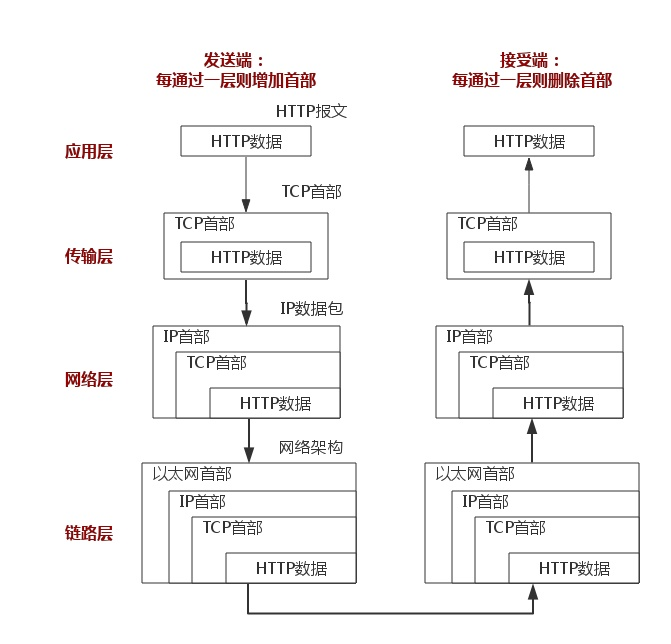 发送端：
每通过一层则增加首部
接受端：
每通过一层则删除首部
HTTP报文
应用层
HTTP数据
HTTP数据
TCP首部
TCP首部
TCP首部
传输层
HTTP数据
HTTP数据
IP数据包
IP首部
IP首部
TCP首部
TCP首部
网络层
HTTP数据
HTTP数据
网络架构
以太网首部
以太网首部
IP首部
IP首部
TCP首部
TCP首部
链路层
HTTP数据
HTTP数据